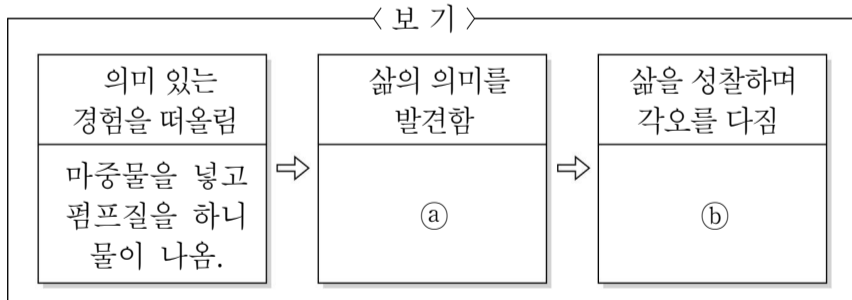 〈 보 기 〉
의미 있는
경험을 떠올림
마중물을 넣고
펌프질을 하니
물이 나옴.
⇨
삶의 의미를
발견함
ⓐ
⇨
삶을 성찰하며
각오를 다짐
ⓑ